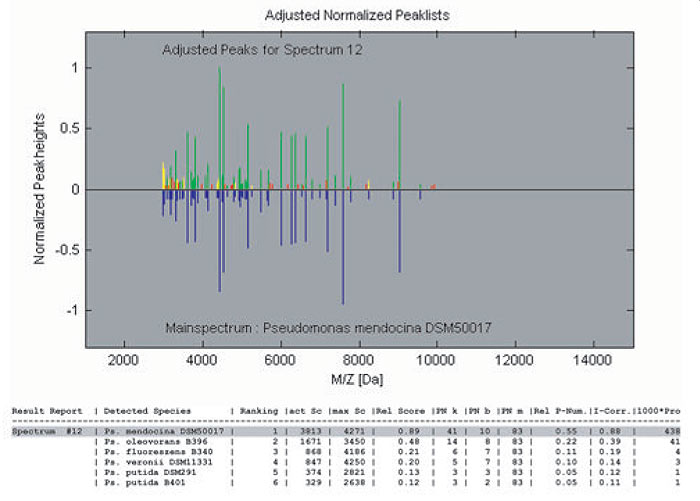 Adjusted Normalized Peaklists
Adjusted Peaks for Spectrum 12
1
0.5
0
-0.5
-1
Normalized Peakheights
Mainspectrum : Pseudomonas mendocina DSM50017
2000 4000 6000 8000 10000 12000 14000
M/Z [Da]
Result Report | Detected Species | Ranking |act Sc |max Sc |Rel Score |PN k |PN b |PN m |Rel P-Num.|I-Corr.|1000*Pro
Spectrum #12 | Ps. mendocina DSM50017 1 | 3813 | 4271 | 0.89 | 41 | 10 | 83 | 0.55 | 0.88 | 438
| Ps. oleovorans B396 2 | 1671 | 3450 | 0.48 | 14 | 8 | 83 | 0.22 | 0.39 | 41
| Ps. fluoreszens B340 3 | 868 | 4186 | 0.21 | 6 | 7 | 83 | 0.11 | 0.19 | 4
| Ps. veronii DSM11331 4 | 847 | 4250 | 0.20 | 5 | 7 | 83 | 0.10 | 0.14 | 3
| Ps. putida DSM291 5 | 374 | 2821 | 0.13 | 3 | 3 | 83 | 0.05 | 0.12 | 1
| Ps. putida B401 6 | 329 | 2638 | 0.12 | 3 | 2 | 83 | 0.05 | 0.11 | 1